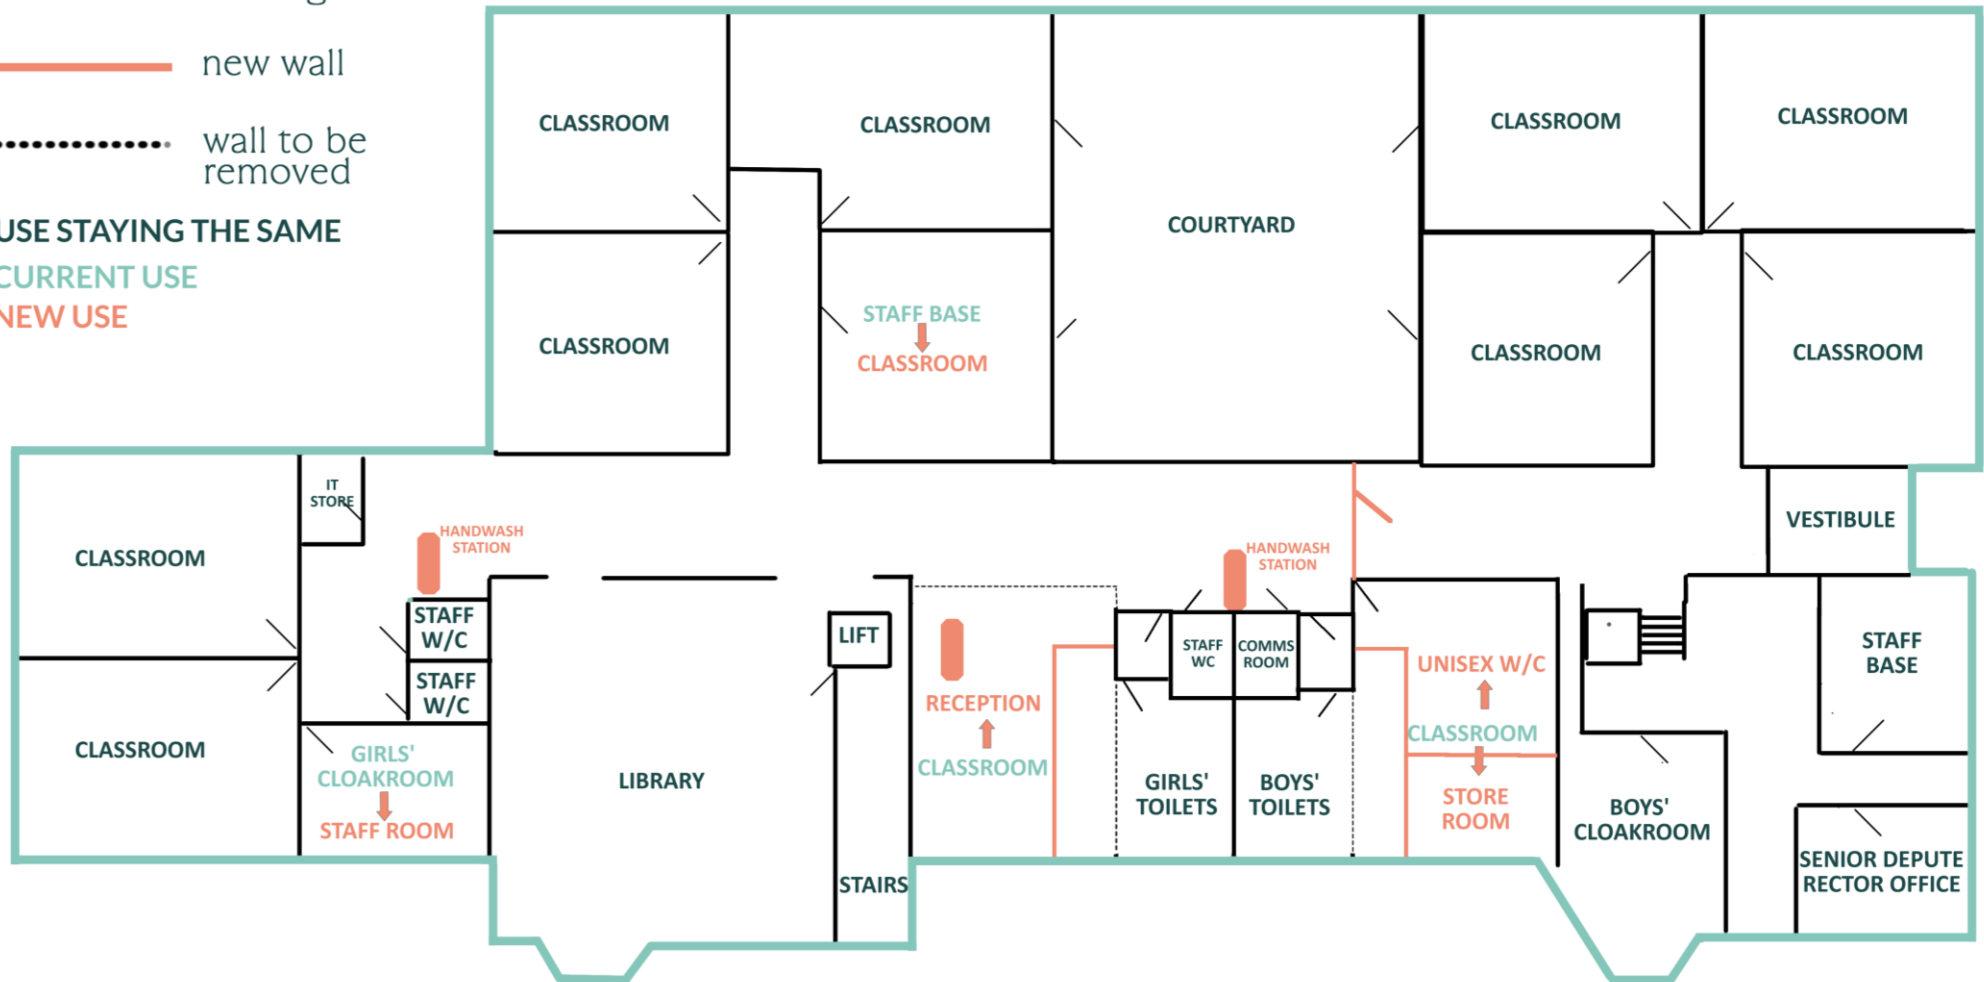 new wall
wall to be
removed
USE STAYING THE SAME
CURRENT USE
NEW USE
CLASSROOM
CLASSROOM
COURTYARD
CLASSROOM
CLASSROOM
CLASSROOM
STAFF BASE
CLASSROOM
CLASSROOM
CLASSROOM
IT
STORE
CLASSROOM
HANDWASH
STATION
HANDWASH
STATION
VESTIBULE
STAFF
W/C
STAFF
W/C
LIFT
STAFF
WC
COMMS
ROOM
UNISEX W/C
CLASSROOM
STORE
ROOM
STAFF
BASE
CLASSROOM
GIRLS'
CLOAKROOM
STAFF ROOM
LIBRARY
RECEPTION
CLASSROOM
GIRLS'
TOILETS
BOYS'
TOILETS
BOYS'
CLOAKROOM
STAIRS
SENIOR DEPUTE
RECTOR OFFICE